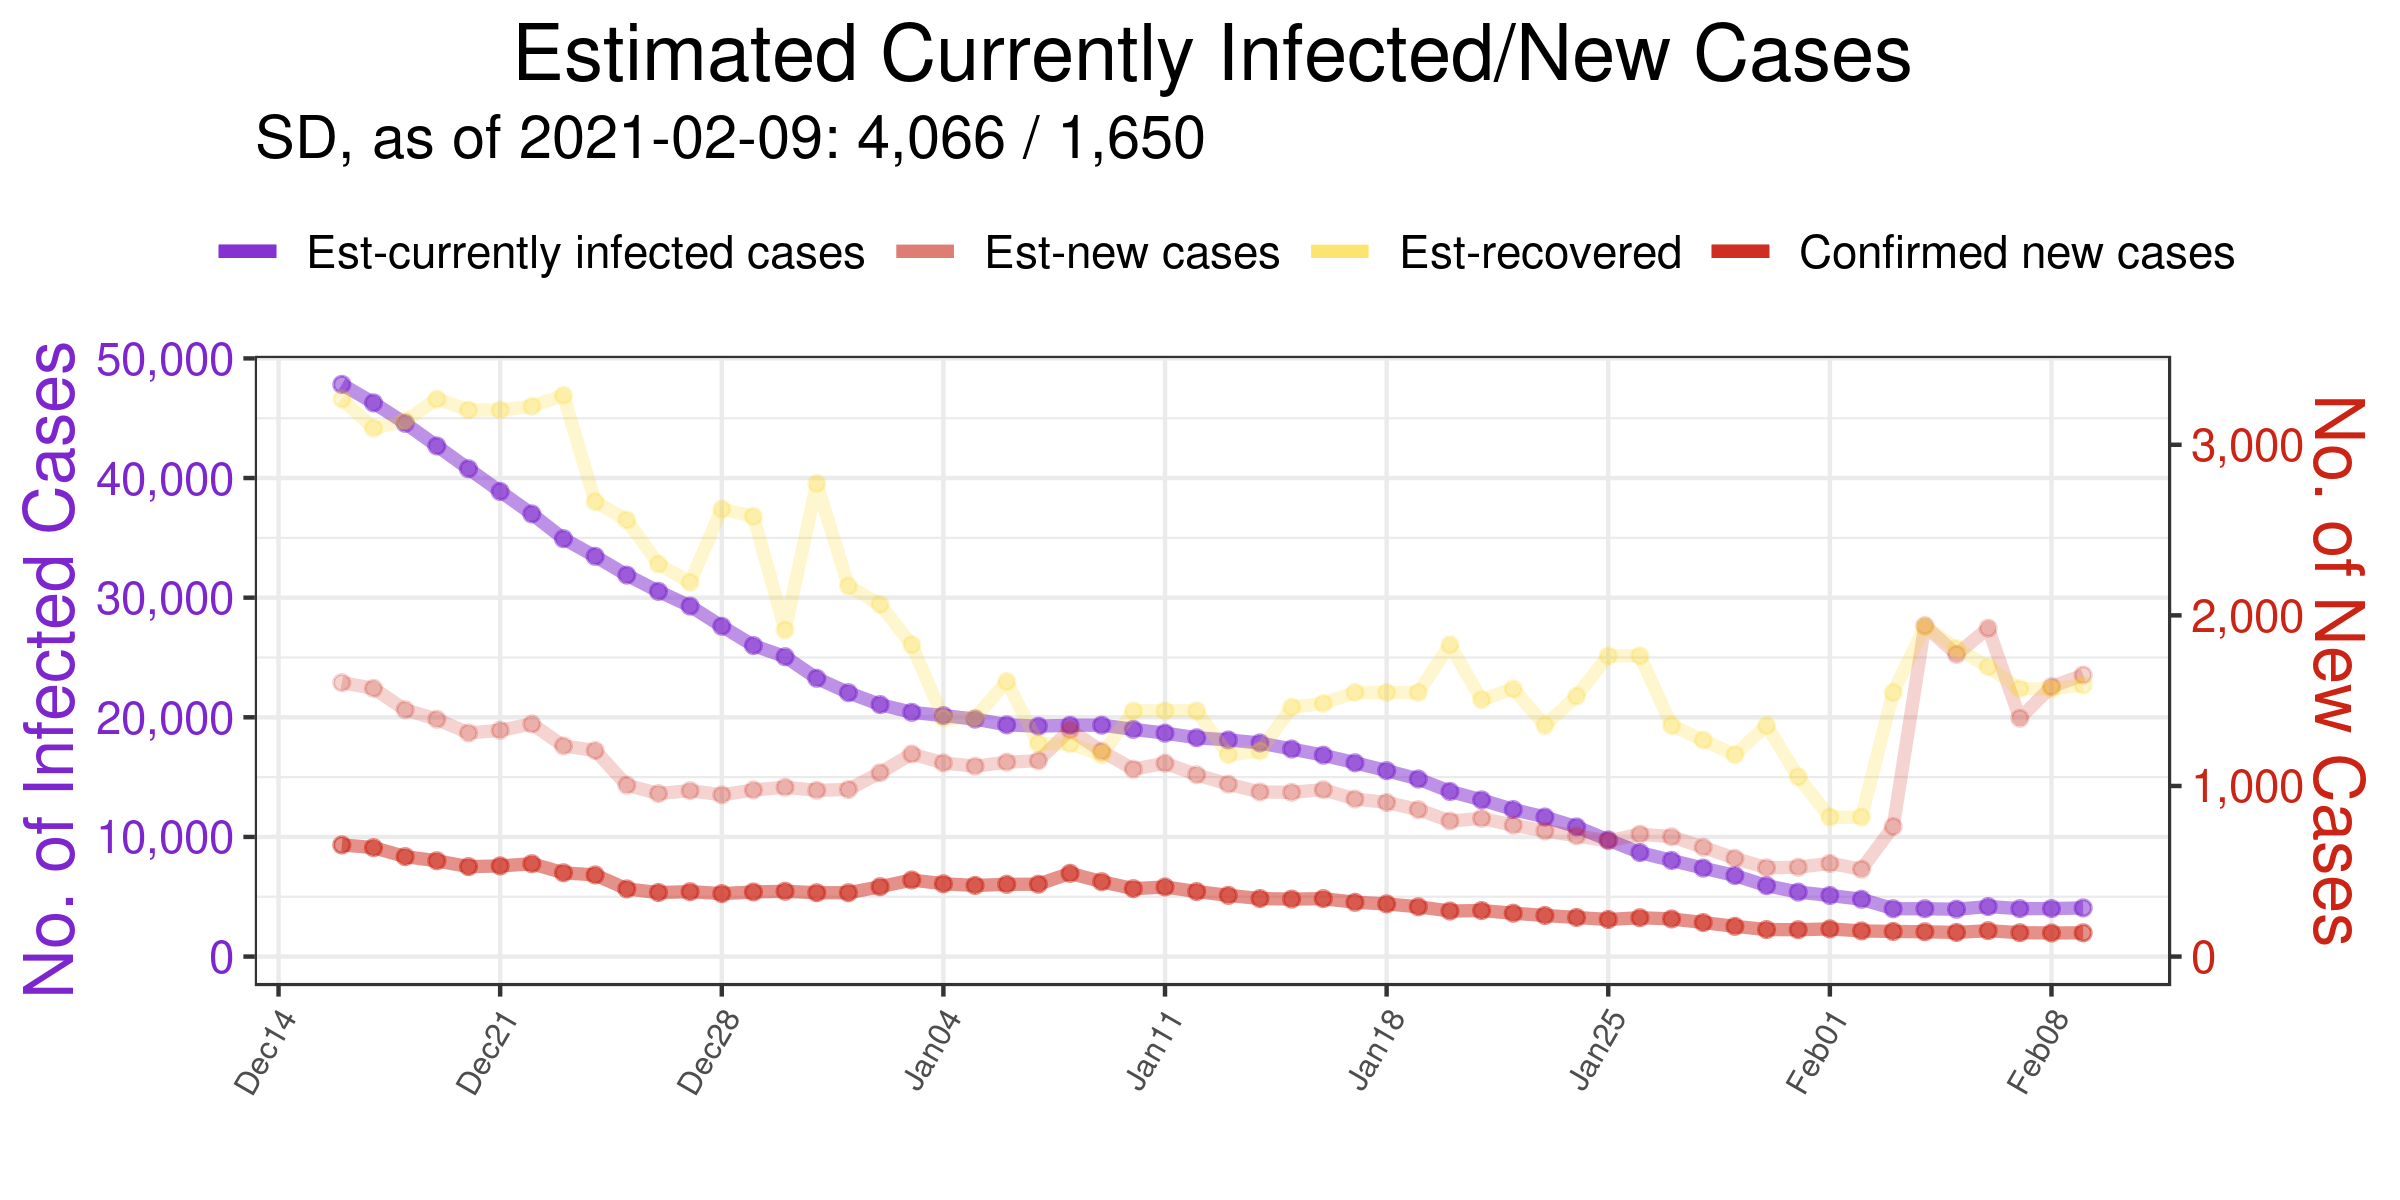 Estimated Currently Infected/New Cases
SD, as of 2021-02-09: 4,066 / 1,650
Est-currently infected cases Est-new cases Est-recovered Confirmed new cases
No. of Infected Cases
50,000
40,000
30,000
20,000
10,000
0
3,000
2,000
1,000
0
No. of New Cases
Dec14 Dec21 Dec28 Jan04 Jan11 Jan18 Jan25 Feb01 Feb08